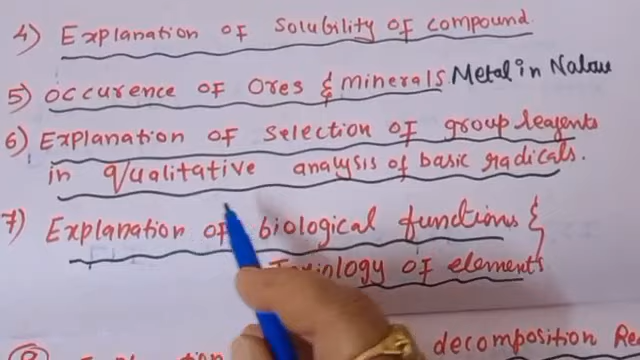 4) Explanation of Solubility of Compound
5) Occurence of Ores & minerals Metal in Nature
6) Explanation of selection of group reagents
in qualitative analysis of basic radicals.
7) Explanation of biological functions &
of elements
decomposition Re